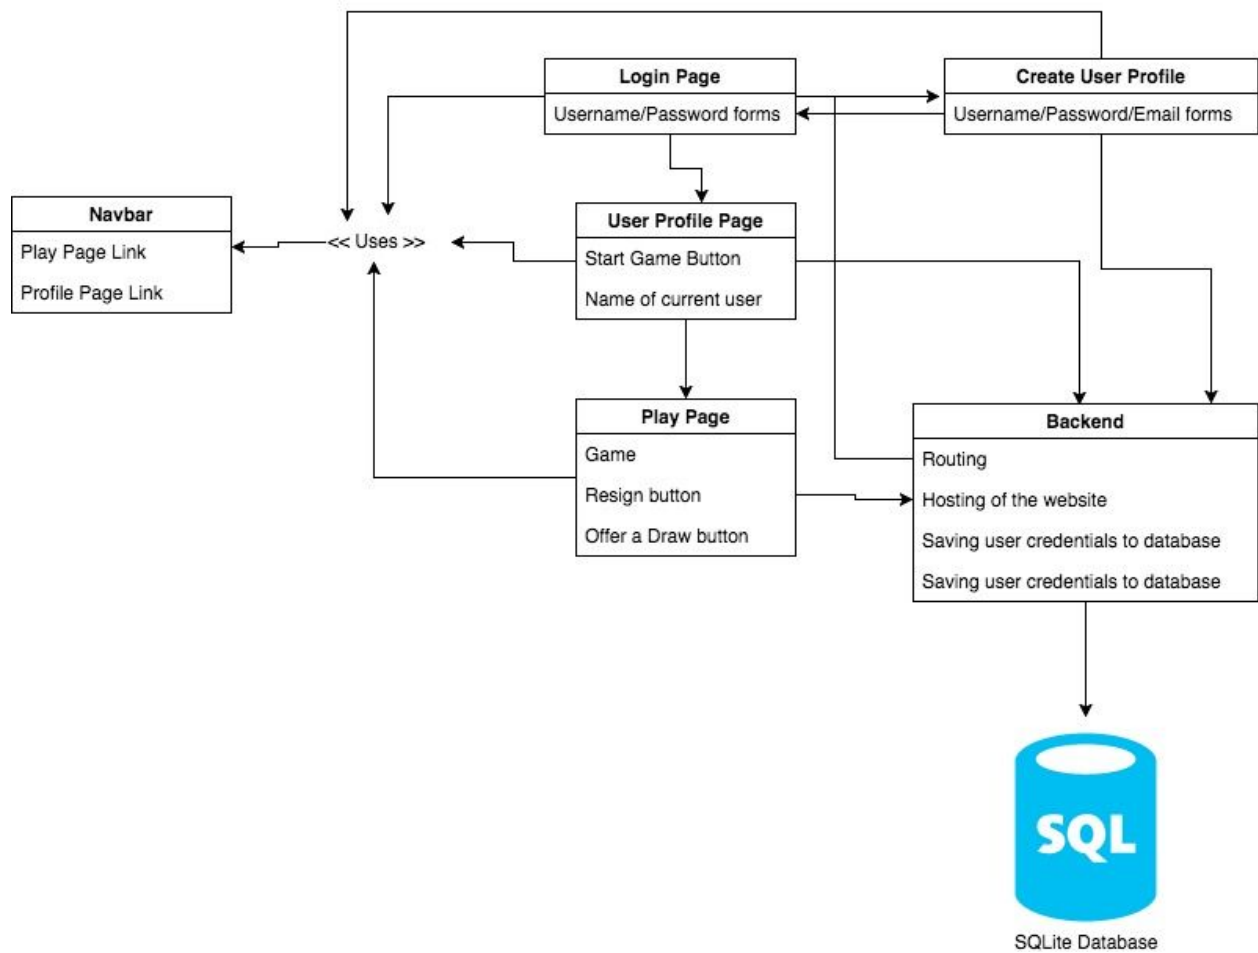 Login Page
Username/Password forms
Create User Profile
Username/Password/Email forms
Navbar
Play Page Link
Profile Page Link
<< Uses >>
User Profile Page
Start Game Button
Name of current user
Play Page
Game
Resign button
Offer a Draw button
Backend
Routing
Hosting of the website
Saving user credentials to database
Saving user credentials to database
SQL
SQLite Database